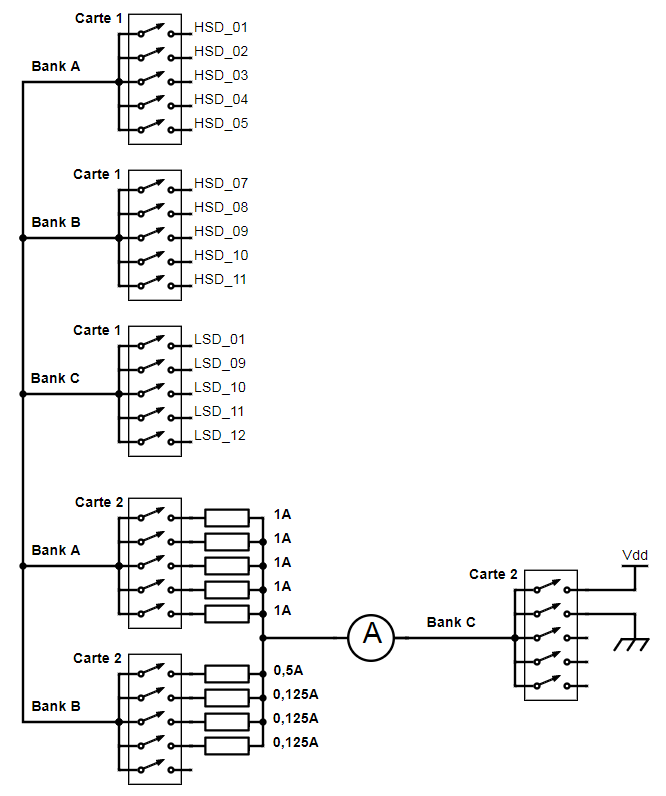 Carte 1
HSD_01
HSD_02
Bank A
HSD_03
HSD_04
HSD_05
Carte 1
HSD_07
HSD_08
Bank B
HSD_09
HSD_10
HSD_11
Carte 1
LSD_01
LSD_09
Bank C
LSD_10
LSD_11
LSD_12
Carte 2
1A
1A
Bank A
1A
1A
1A
Carte 2
0,5A
0,125A
Bank B
0,125A
0,125A
A
Bank C
Carte 2
Vdd